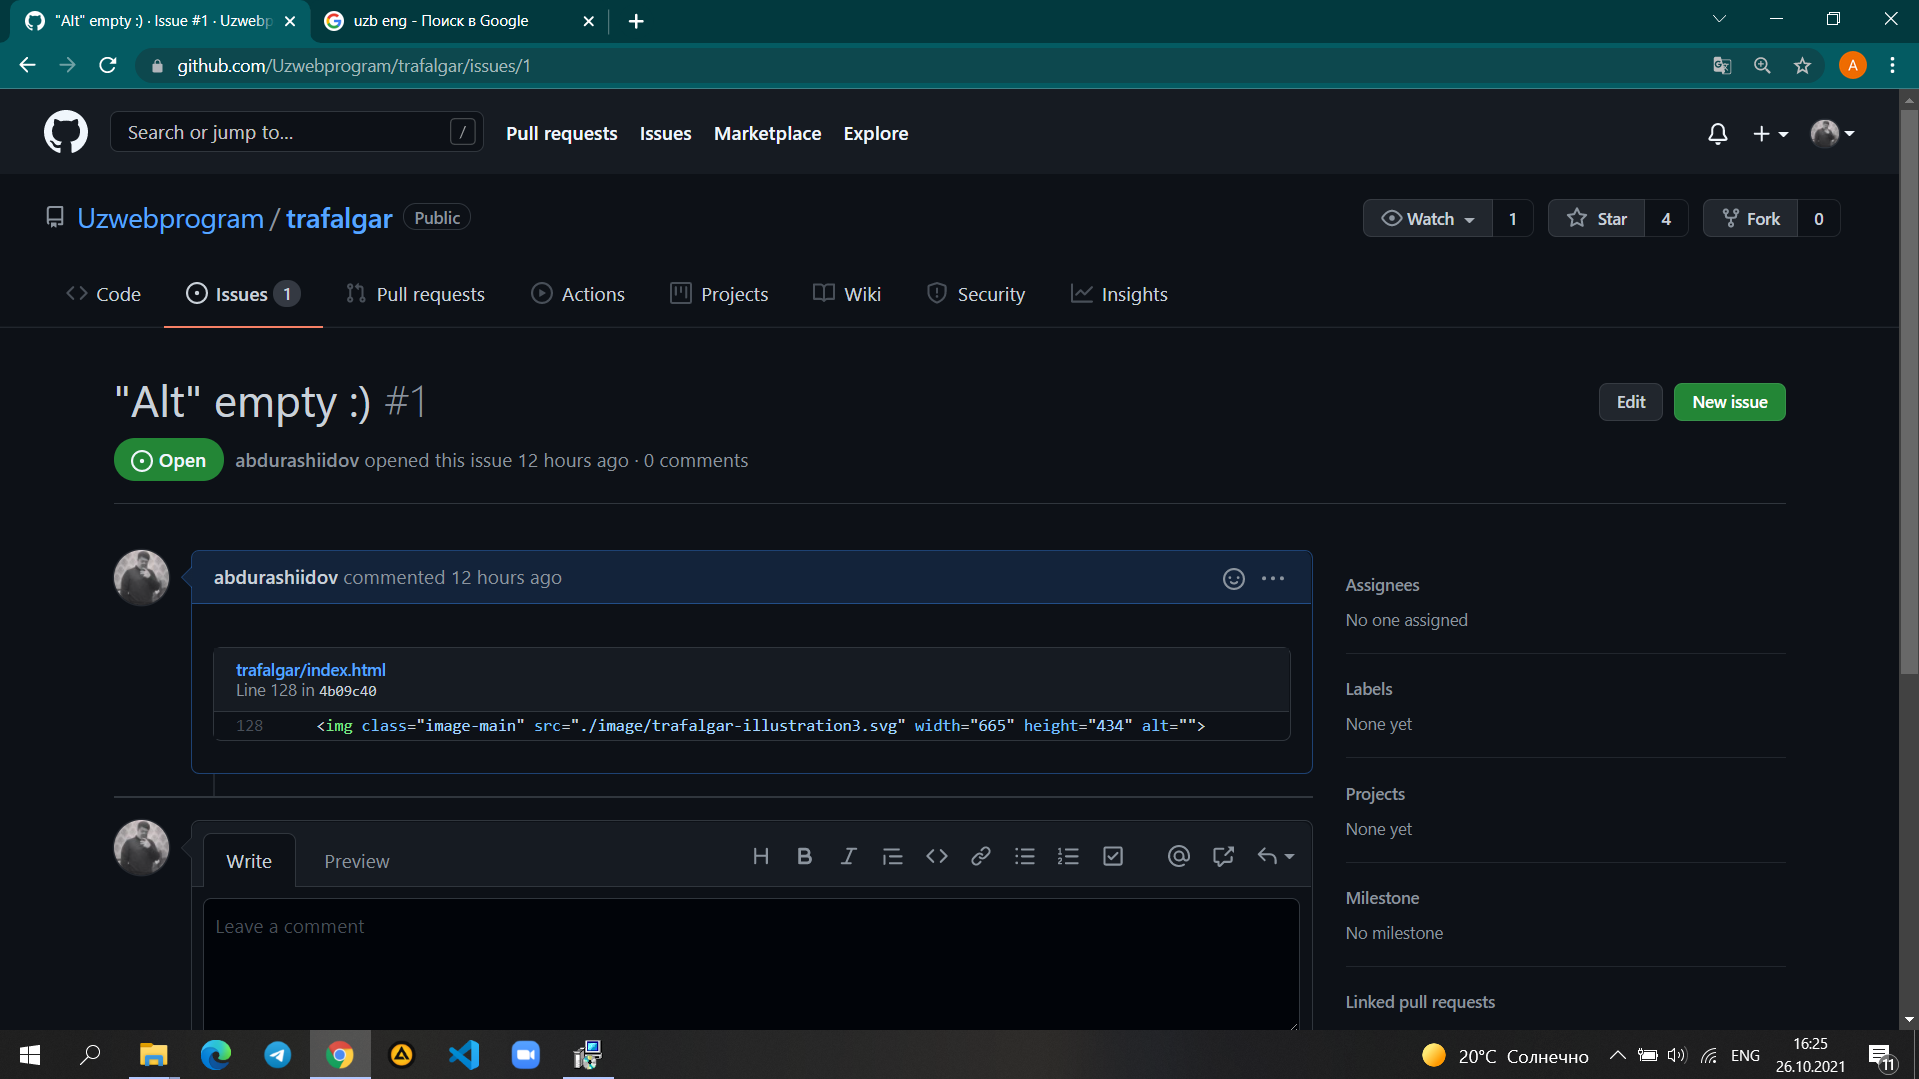 "Alt" empty :) · Issue #1 · Uzwebp
uzb eng - Поиск в Google
github.com/Uzwebprogram/trafalgar/issues/1
A
Search or jump to...
/
Pull requests
Issues
Marketplace
Explore
Uzwebprogram / trafalgar
Public
Watch
1
Star
4
Fork
0
Code
Issues
1
Pull requests
Actions
Projects
Wiki
Security
Insights
"Alt" empty :) #1
Edit
New issue
Open
abdurashiidov opened this issue 12 hours ago · 0 comments
abdurashiidov commented 12 hours ago
trafalgar/index.html
Line 128 in 4b09c40
128 <img class="image-main" src="./image/trafalgar-illustration3.svg" width="665" height="434" alt="">
Write
Preview
Leave a comment
Assignees
No one assigned
Labels
None yet
Projects
None yet
Milestone
No milestone
Linked pull requests
20°C Солнечно
ENG
16:25
26.10.2021
11